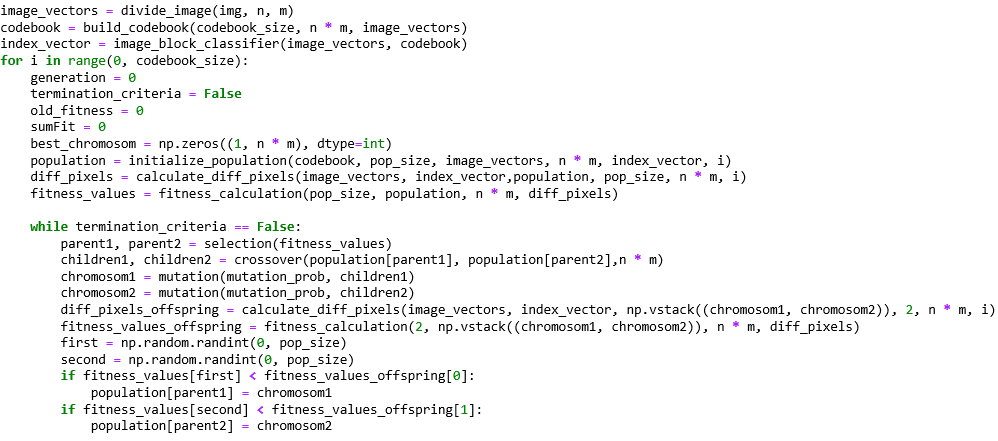 image_vectors = divide_image(img, n, m)
codebook = build_codebook(codebook_size, n * m, image_vectors)
index_vector = image_block_classifier(image_vectors, codebook)
for i in range(0, codebook_size):
    generation = 0
    termination_criteria = False
    old_fitness = 0
    sumFit = 0
    best_chromosom = np.zeros((1, n * m), dtype=int)
    population = initialize_population(codebook, pop_size, image_vectors, n * m, index_vector, i)
    diff_pixels = calculate_diff_pixels(image_vectors, index_vector,population, pop_size, n * m, i)
    fitness_values = fitness_calculation(pop_size, population, n * m, diff_pixels)

    while termination_criteria == False:
        parent1, parent2 = selection(fitness_values)
        children1, children2 = crossover(population[parent1], population[parent2],n * m)
        chromosom1 = mutation(mutation_prob, children1)
        chromosom2 = mutation(mutation_prob, children2)
        diff_pixels_offspring = calculate_diff_pixels(image_vectors, index_vector, np.vstack((chromosom1, chromosom2)), 2, n * m, i)
        fitness_values_offspring = fitness_calculation(2, np.vstack((chromosom1, chromosom2)), n * m, diff_pixels)
        first = np.random.randint(0, pop_size)
        second = np.random.randint(0, pop_size)
        if fitness_values[first] < fitness_values_offspring[0]:
            population[parent1] = chromosom1
        if fitness_values[second] < fitness_values_offspring[1]:
            population[parent2] = chromosom2